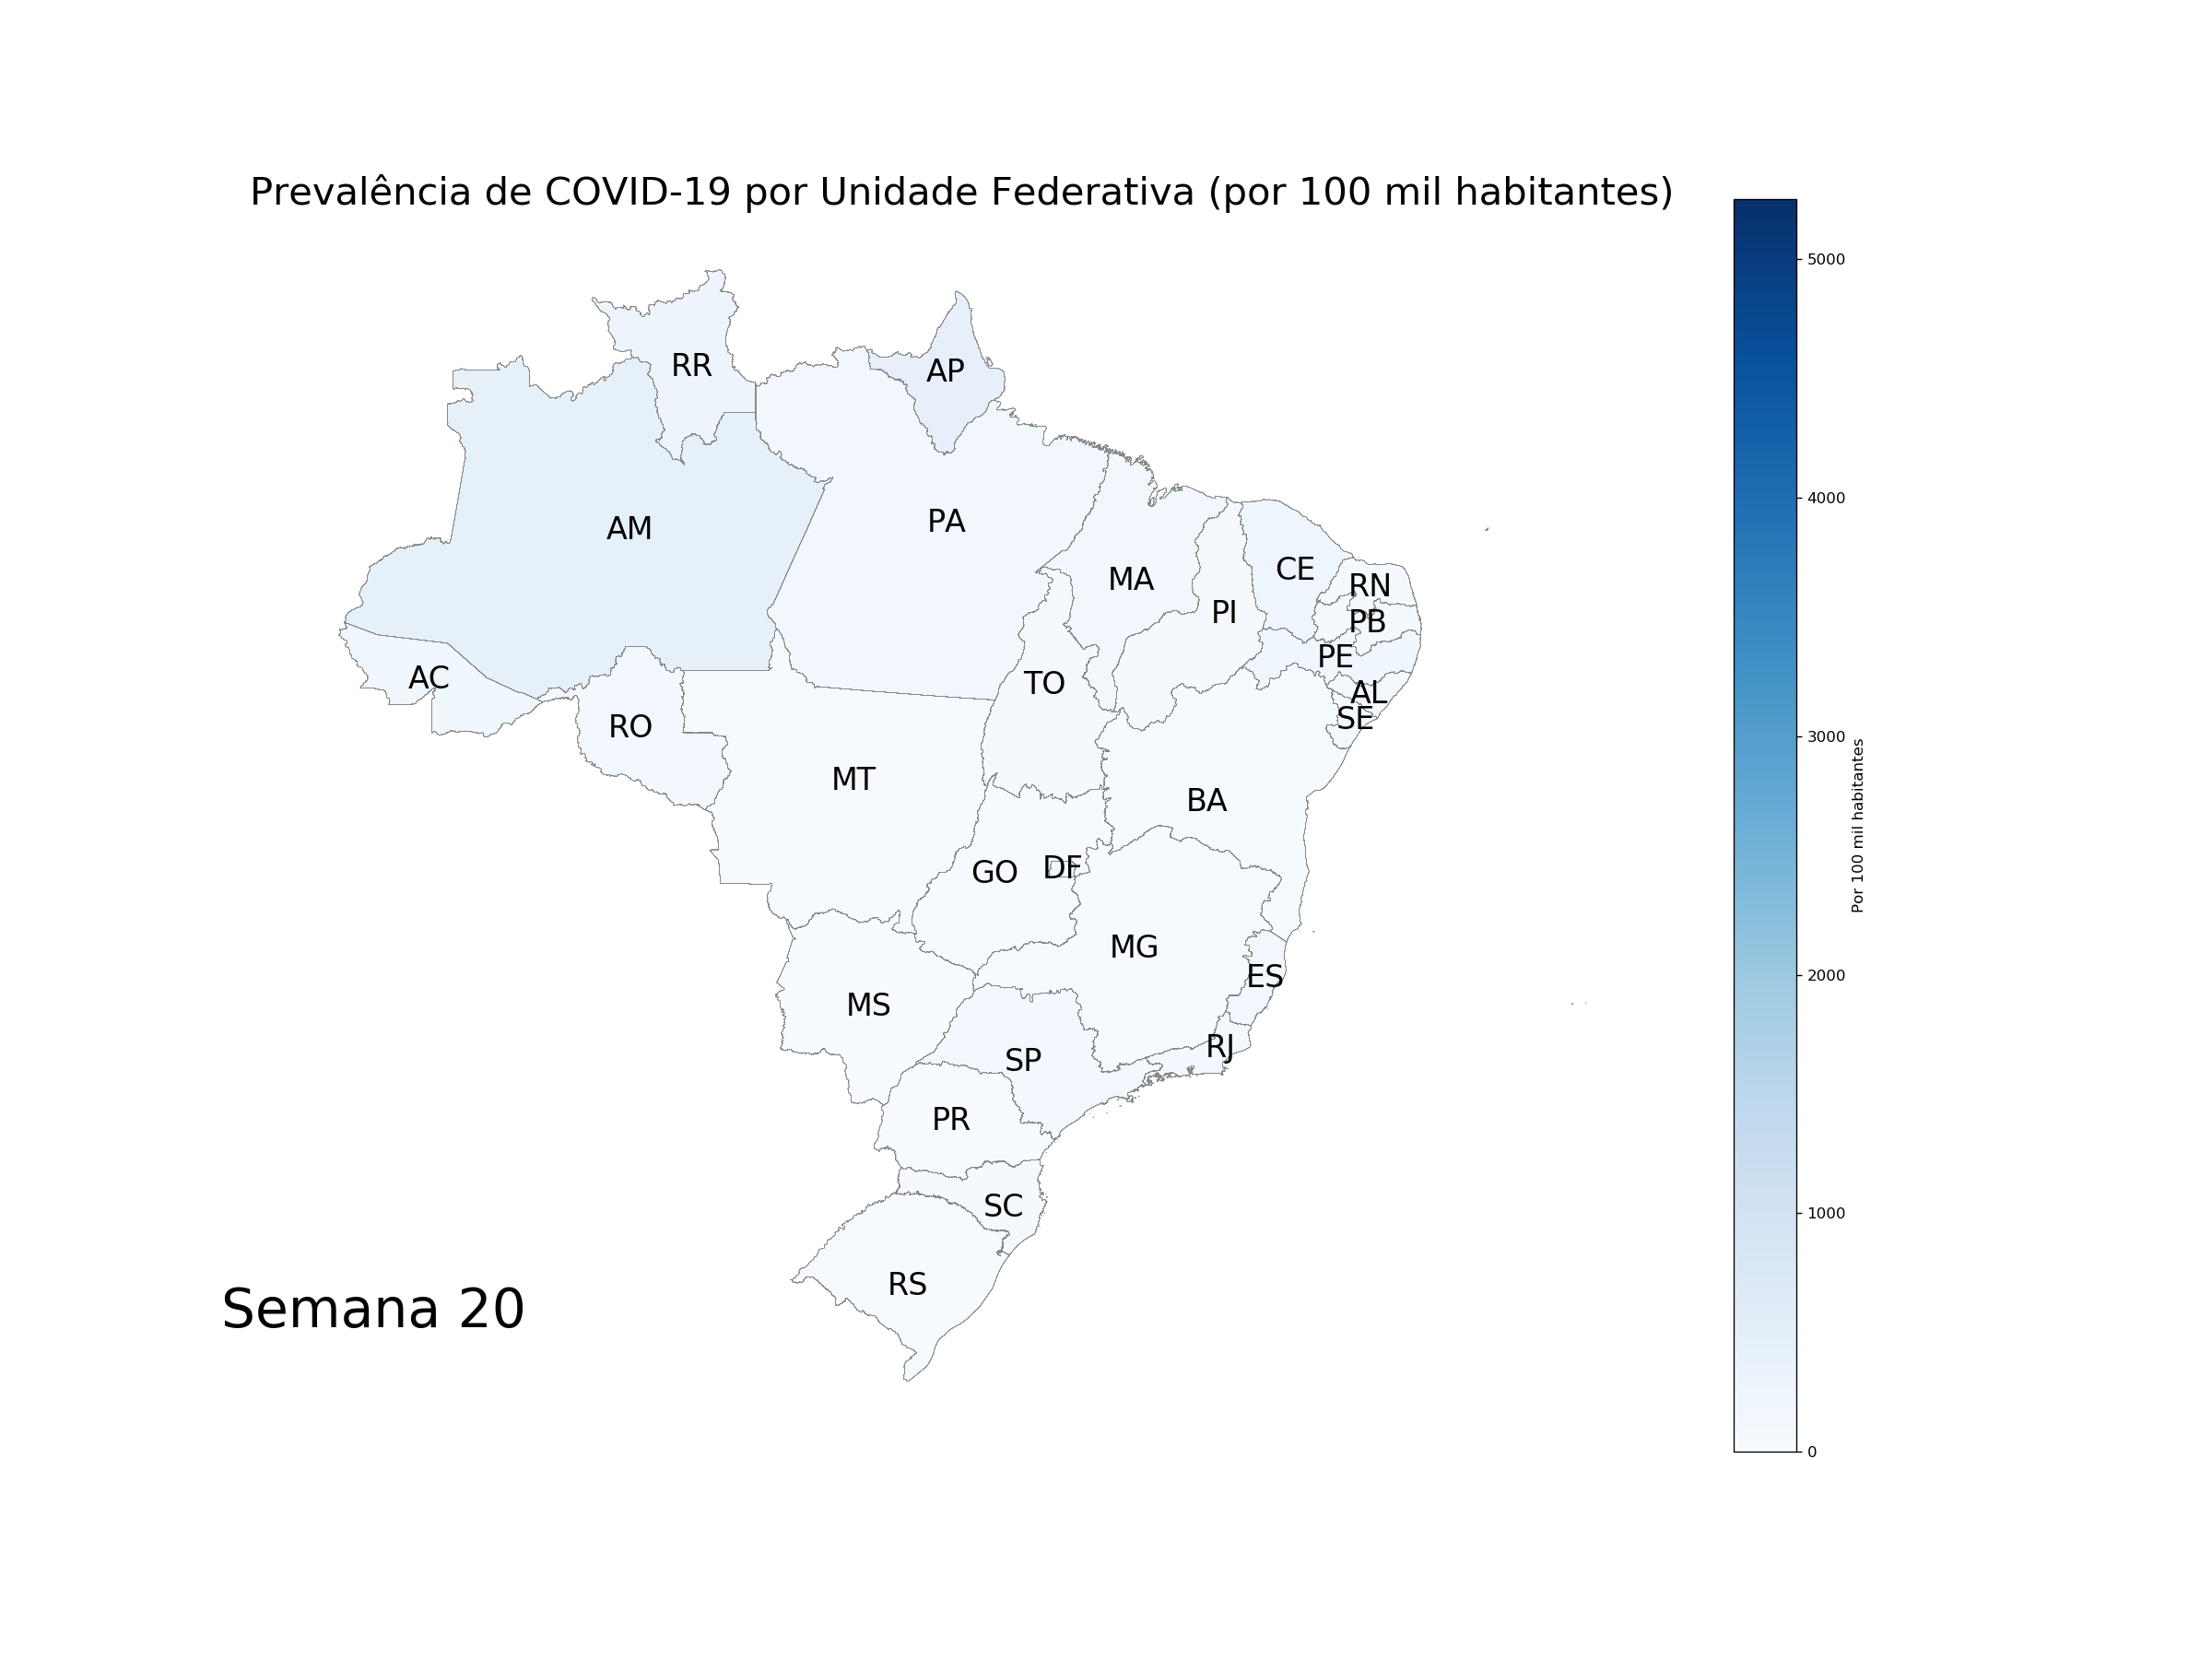 Prevalência de COVID-19 por Unidade Federativa (por 100 mil habitantes)
5000
4000
3000
2000
1000
0
Por 100 mil habitantes
RR
AP
AM
PA
MA
CE
RN
PI
PB
PE
AC
TO
AL
SE
RO
MT
BA
GO
DF
MG
ES
MS
RJ
SP
PR
SC
RS
Semana 20